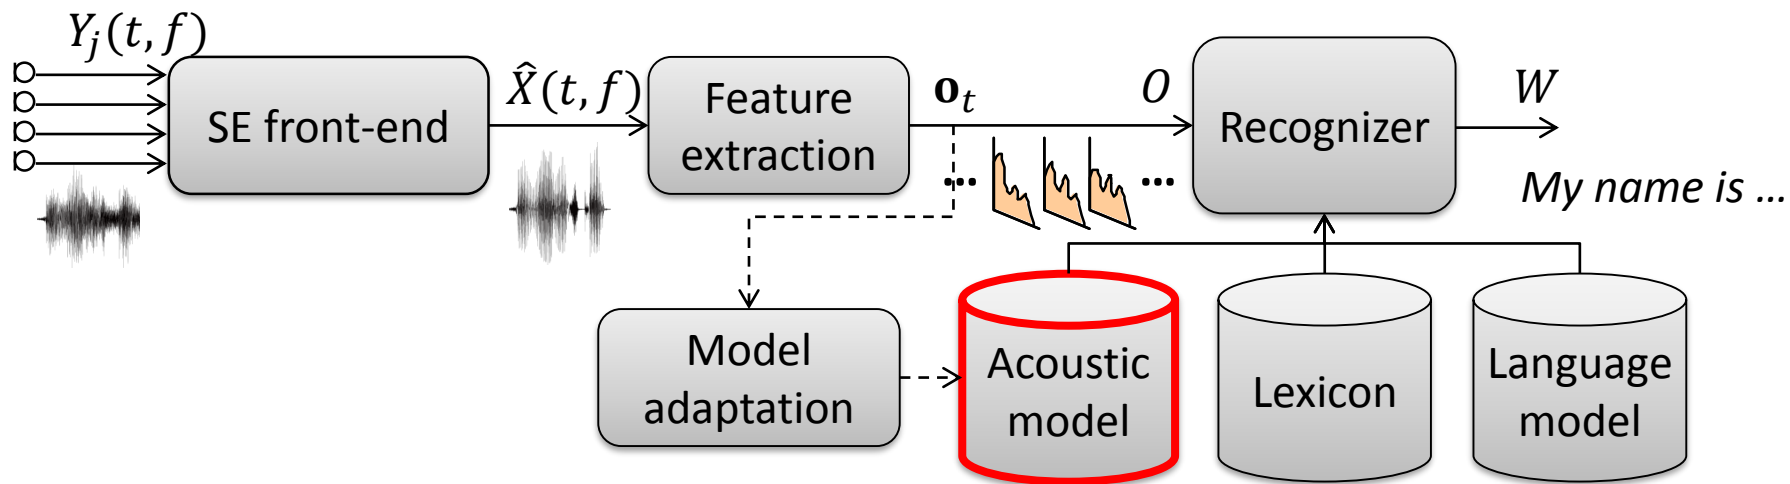 Y_j(t, f)
SE front-end
X̂(t, f)
Feature
extraction
𝐨_t
...
...
O
Recognizer
W
My name is ...
Model
adaptation
Acoustic
model
Lexicon
Language
model